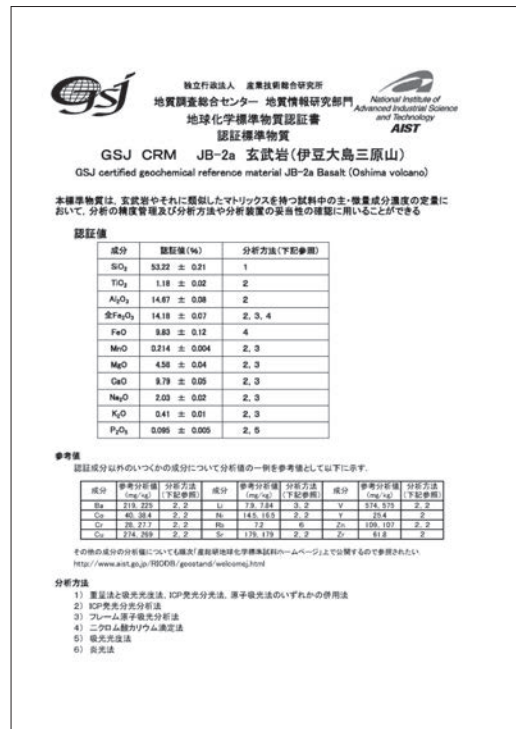 GSJ
独立行政法人 産業技術総合研究所
地質調査総合センター 地質情報研究部門
地球化学標準物質認証書
認証標準物質
National Institute of
Advanced Industrial Science
and Technology
AIST
GSJ CRM JB-2a 玄武岩(伊豆大島三原山)
GSJ certified geochemical reference material JB-2a Basalt (Oshima volcano)
本標準物質は、玄武岩やそれに類似したマトリックスを持つ試料中の主・微量成分濃度の定量に
おいて、分析の精度管理及び分析方法や分析装置の妥当性の確認に用いることができる
認証値
成分 認証値(%) 分析方法(下記参照)
SiO₂ 53.22 ± 0.21 1
TiO₂ 1.18 ± 0.02 2
Al₂O₃ 14.67 ± 0.08 2
全Fe₂O₃ 14.18 ± 0.07 2, 3, 4
FeO 9.83 ± 0.12 4
MnO 0.214 ± 0.004 2, 3
MgO 4.56 ± 0.04 2, 3
CaO 9.79 ± 0.05 2, 3
Na₂O 2.03 ± 0.02 2, 3
K₂O 0.41 ± 0.01 2, 3
P₂O₅ 0.095 ± 0.005 2, 5
参考値
認証成分以外のいくつかの成分について分析値の一例を参考値として以下に示す.
成分 参考分析値(mg/kg) 分析方法(下記参照) 成分 参考分析値(mg/kg) 分析方法(下記参照) 成分 参考分析値(mg/kg) 分析方法(下記参照)
Ba 219, 225 2, 2 Li 7.9, 7.84 3, 2 V 574, 575 2, 2
Co 40, 38.4 2, 2 Ni 14.5, 16.5 2, 2 Y 25.4 2
Cr 28, 27.7 2, 2 Rb 7.2 6 Zn 109, 107 2, 2
Cu 274, 269 2, 2 Sr 179, 179 2, 2 Zr 61.8 2
その他の成分の分析値についても順次「産総研地球化学標準試料ホームページ」上で公開するので参照されたい.
http://www.aist.go.jp/RIODB/geostand/welcomej.html
分析方法
1) 重量法と吸光光度法, ICP発光分光法, 原子吸光法のいずれかの併用法
2) ICP発光分光分析法
3) フレーム原子吸光分析法
4) ニクロム酸カリウム滴定法
5) 吸光光度法
6) 炎光法